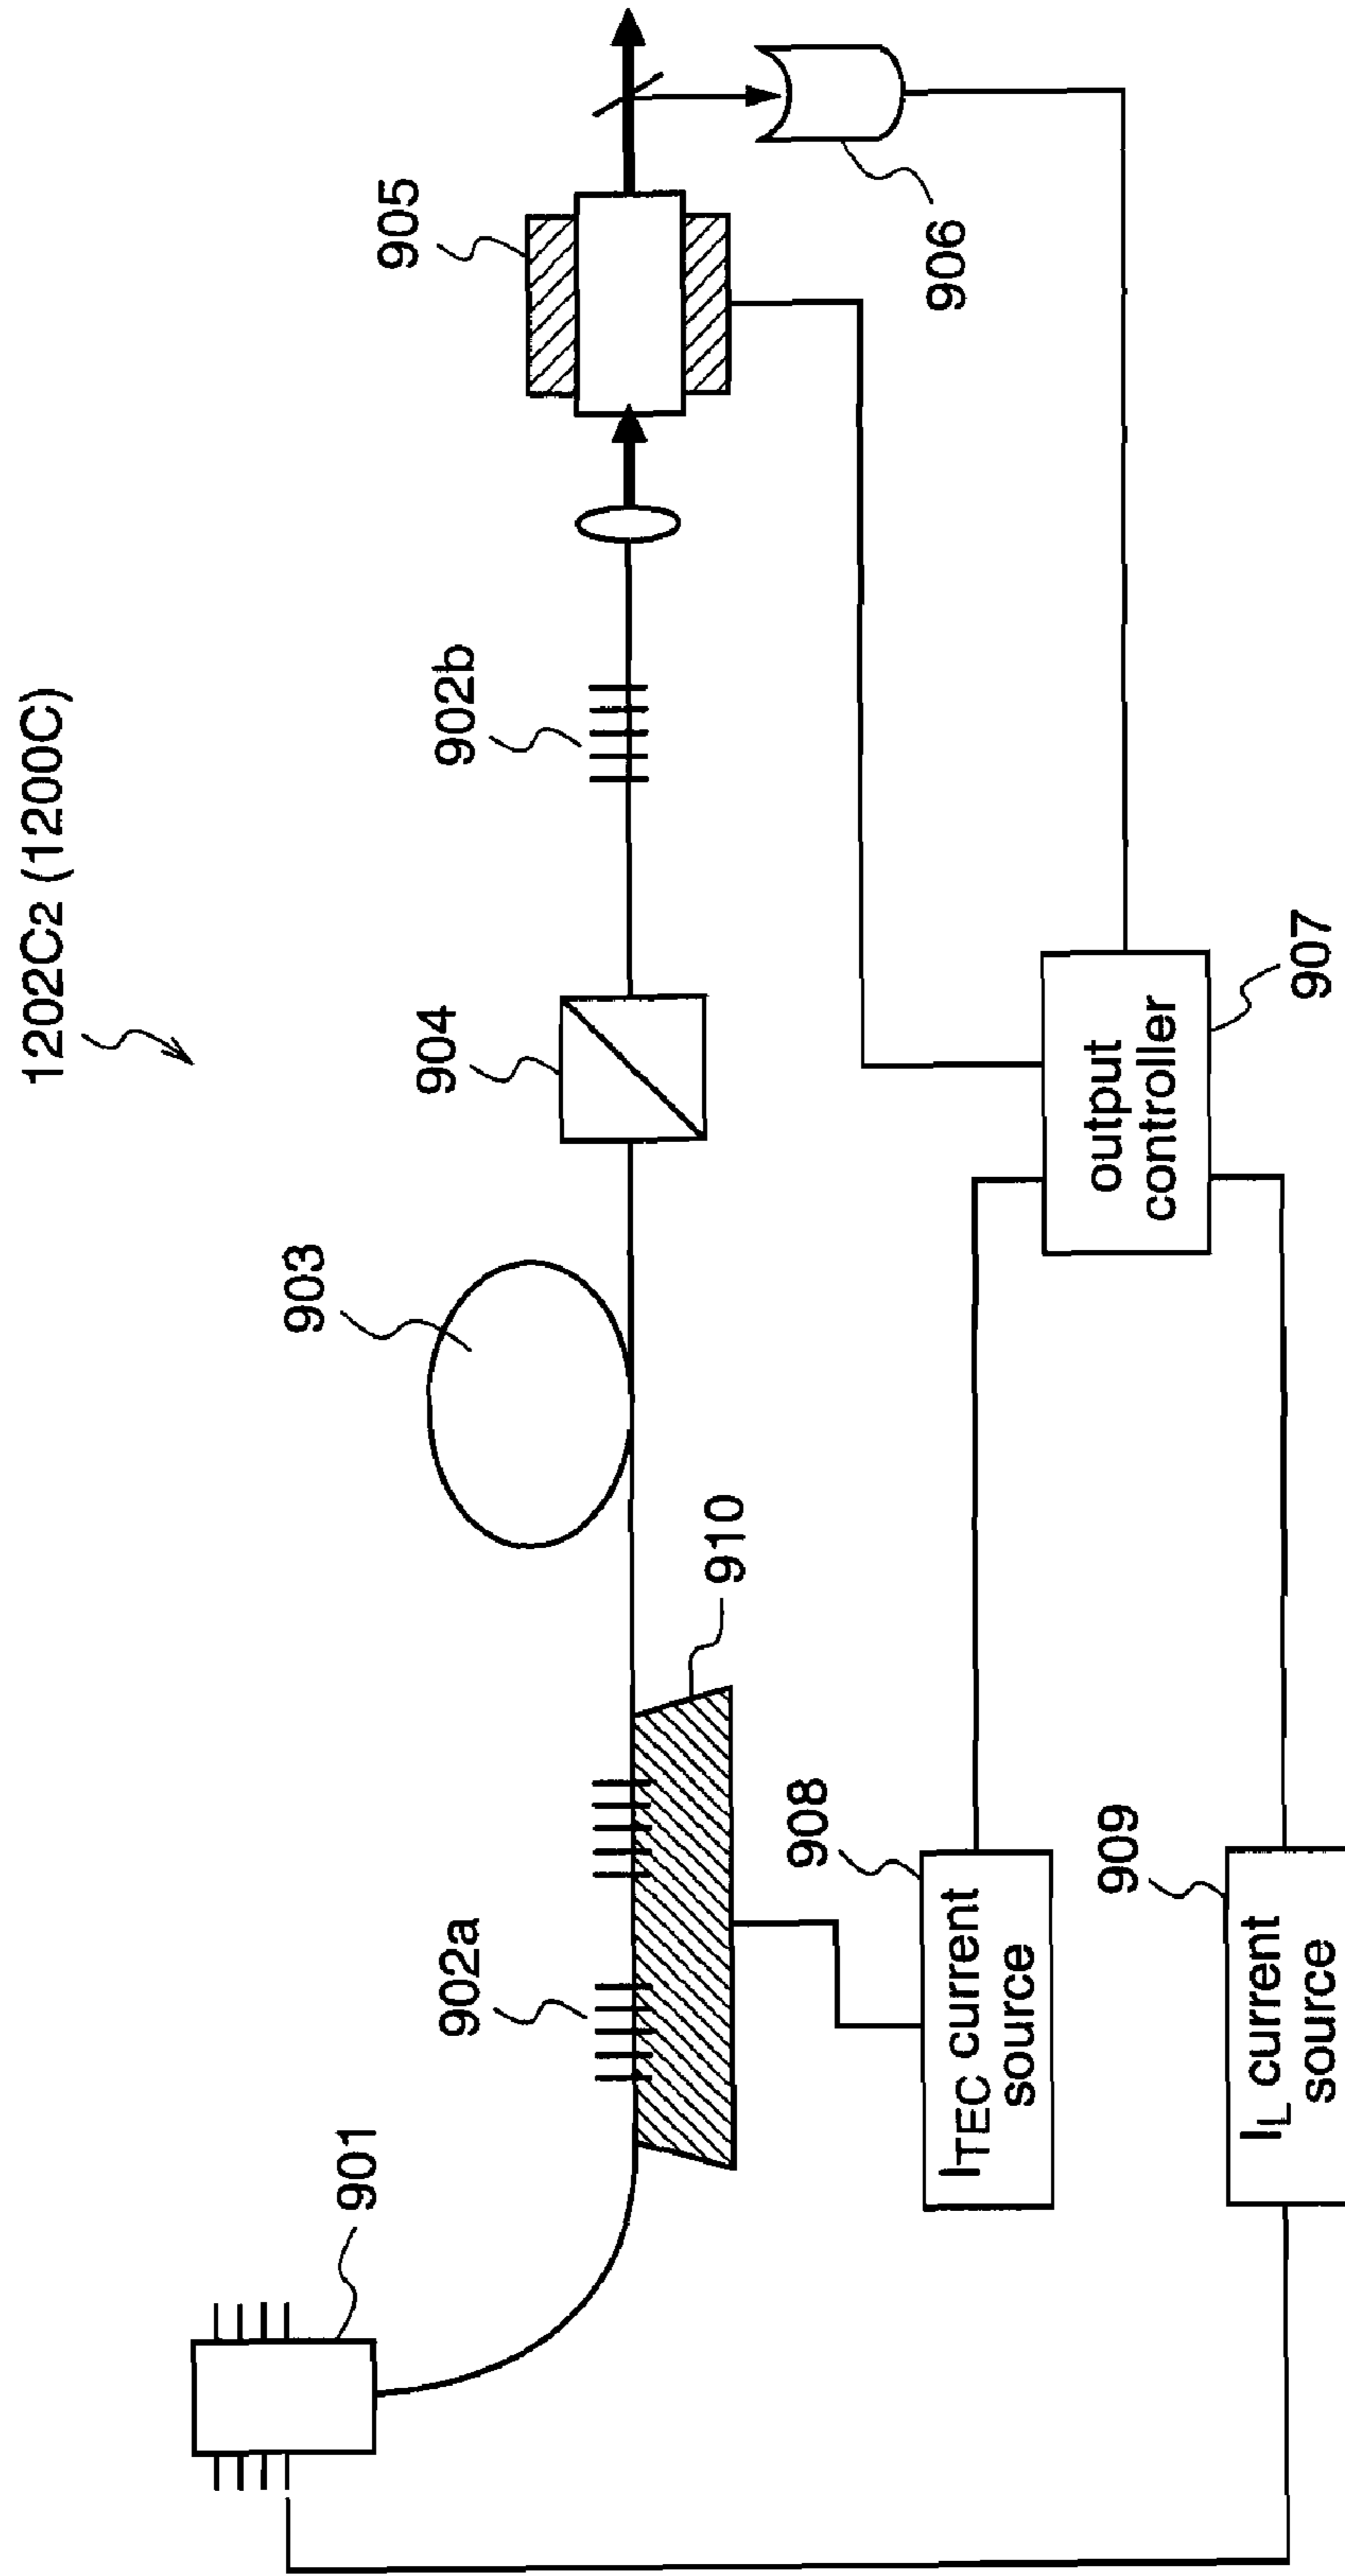 1202C2 (1200C)
901
902a
910
903
904
902b
905
906
ITEC current
source
908
IL current
source
909
output
controller
907